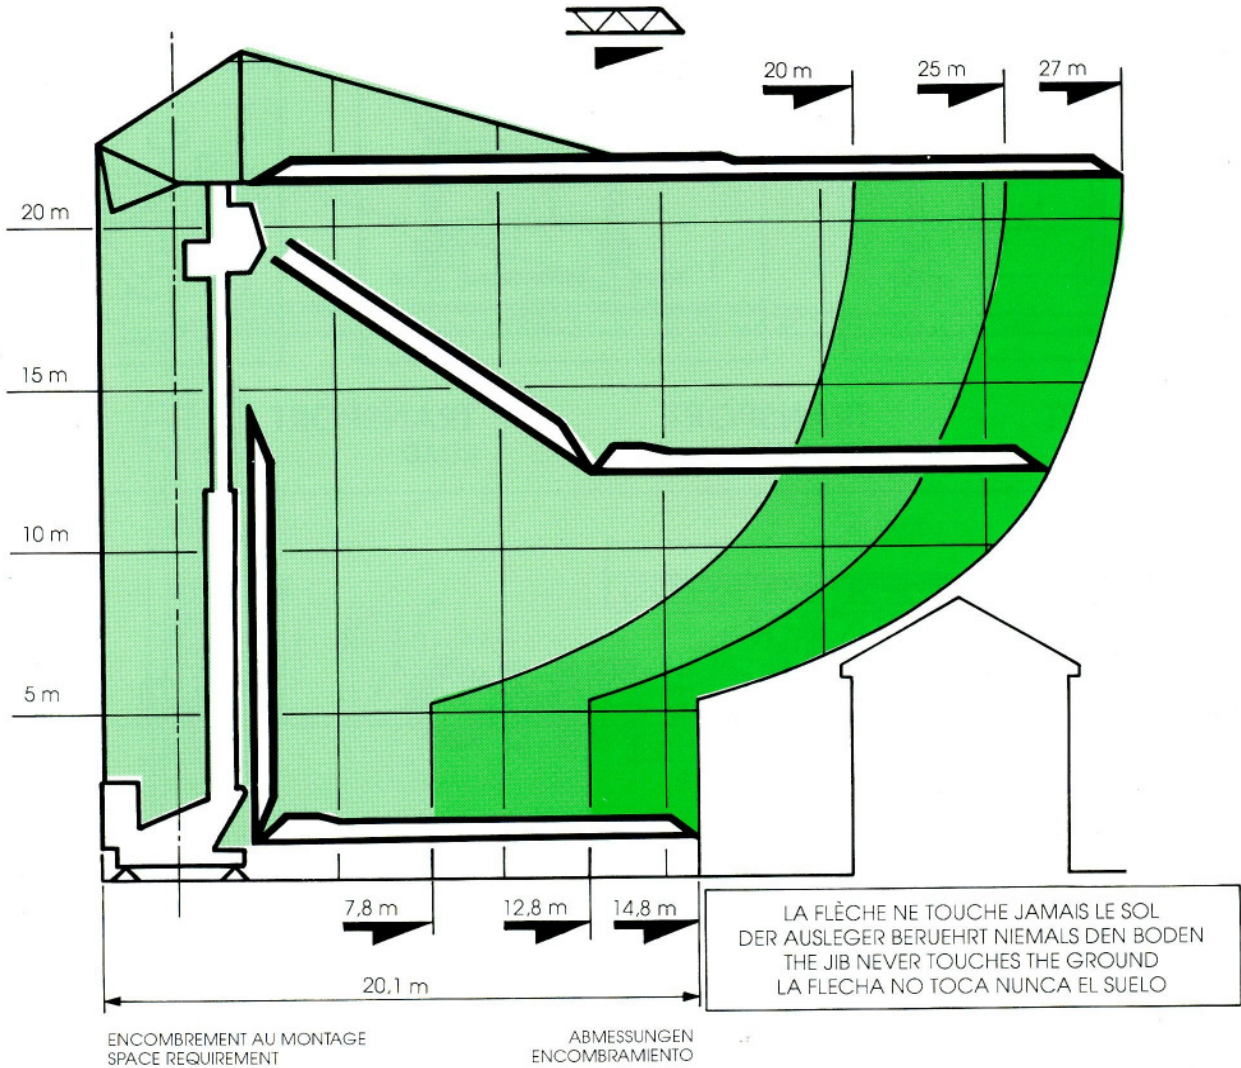 20 m
25 m
27 m
20 m
15 m
10 m
5 m
7,8 m
12,8 m
14,8 m
20,1 m
LA FLÈCHE NE TOUCHE JAMAIS LE SOL
DER AUSLEGER BERUEHRT NIEMALS DEN BODEN
THE JIB NEVER TOUCHES THE GROUND
LA FLECHA NO TOCA NUNCA EL SUELO
ENCOMBREMENT AU MONTAGE
SPACE REQUIREMENT
ABMESSUNGEN
ENCOMBRAMIENTO